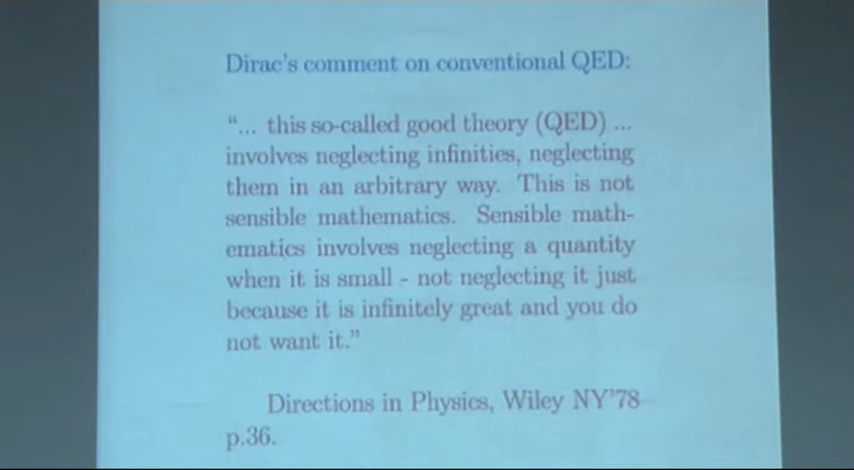 Dirac's comment on conventional QED:
"... this so-called good theory (QED) ...
involves neglecting infinities, neglecting
them in an arbitrary way. This is not
sensible mathematics. Sensible math-
ematics involves neglecting a quantity
when it is small - not neglecting it just
because it is infinitely great and you do
not want it."
Directions in Physics, Wiley NY'78
p.36.